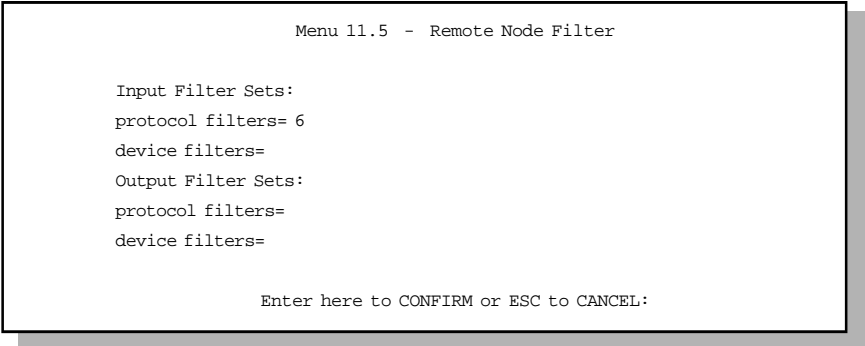 Menu 11.5 - Remote Node Filter
Input Filter Sets:
protocol filters= 6
device filters=
Output Filter Sets:
protocol filters=
device filters=
Enter here to CONFIRM or ESC to CANCEL: